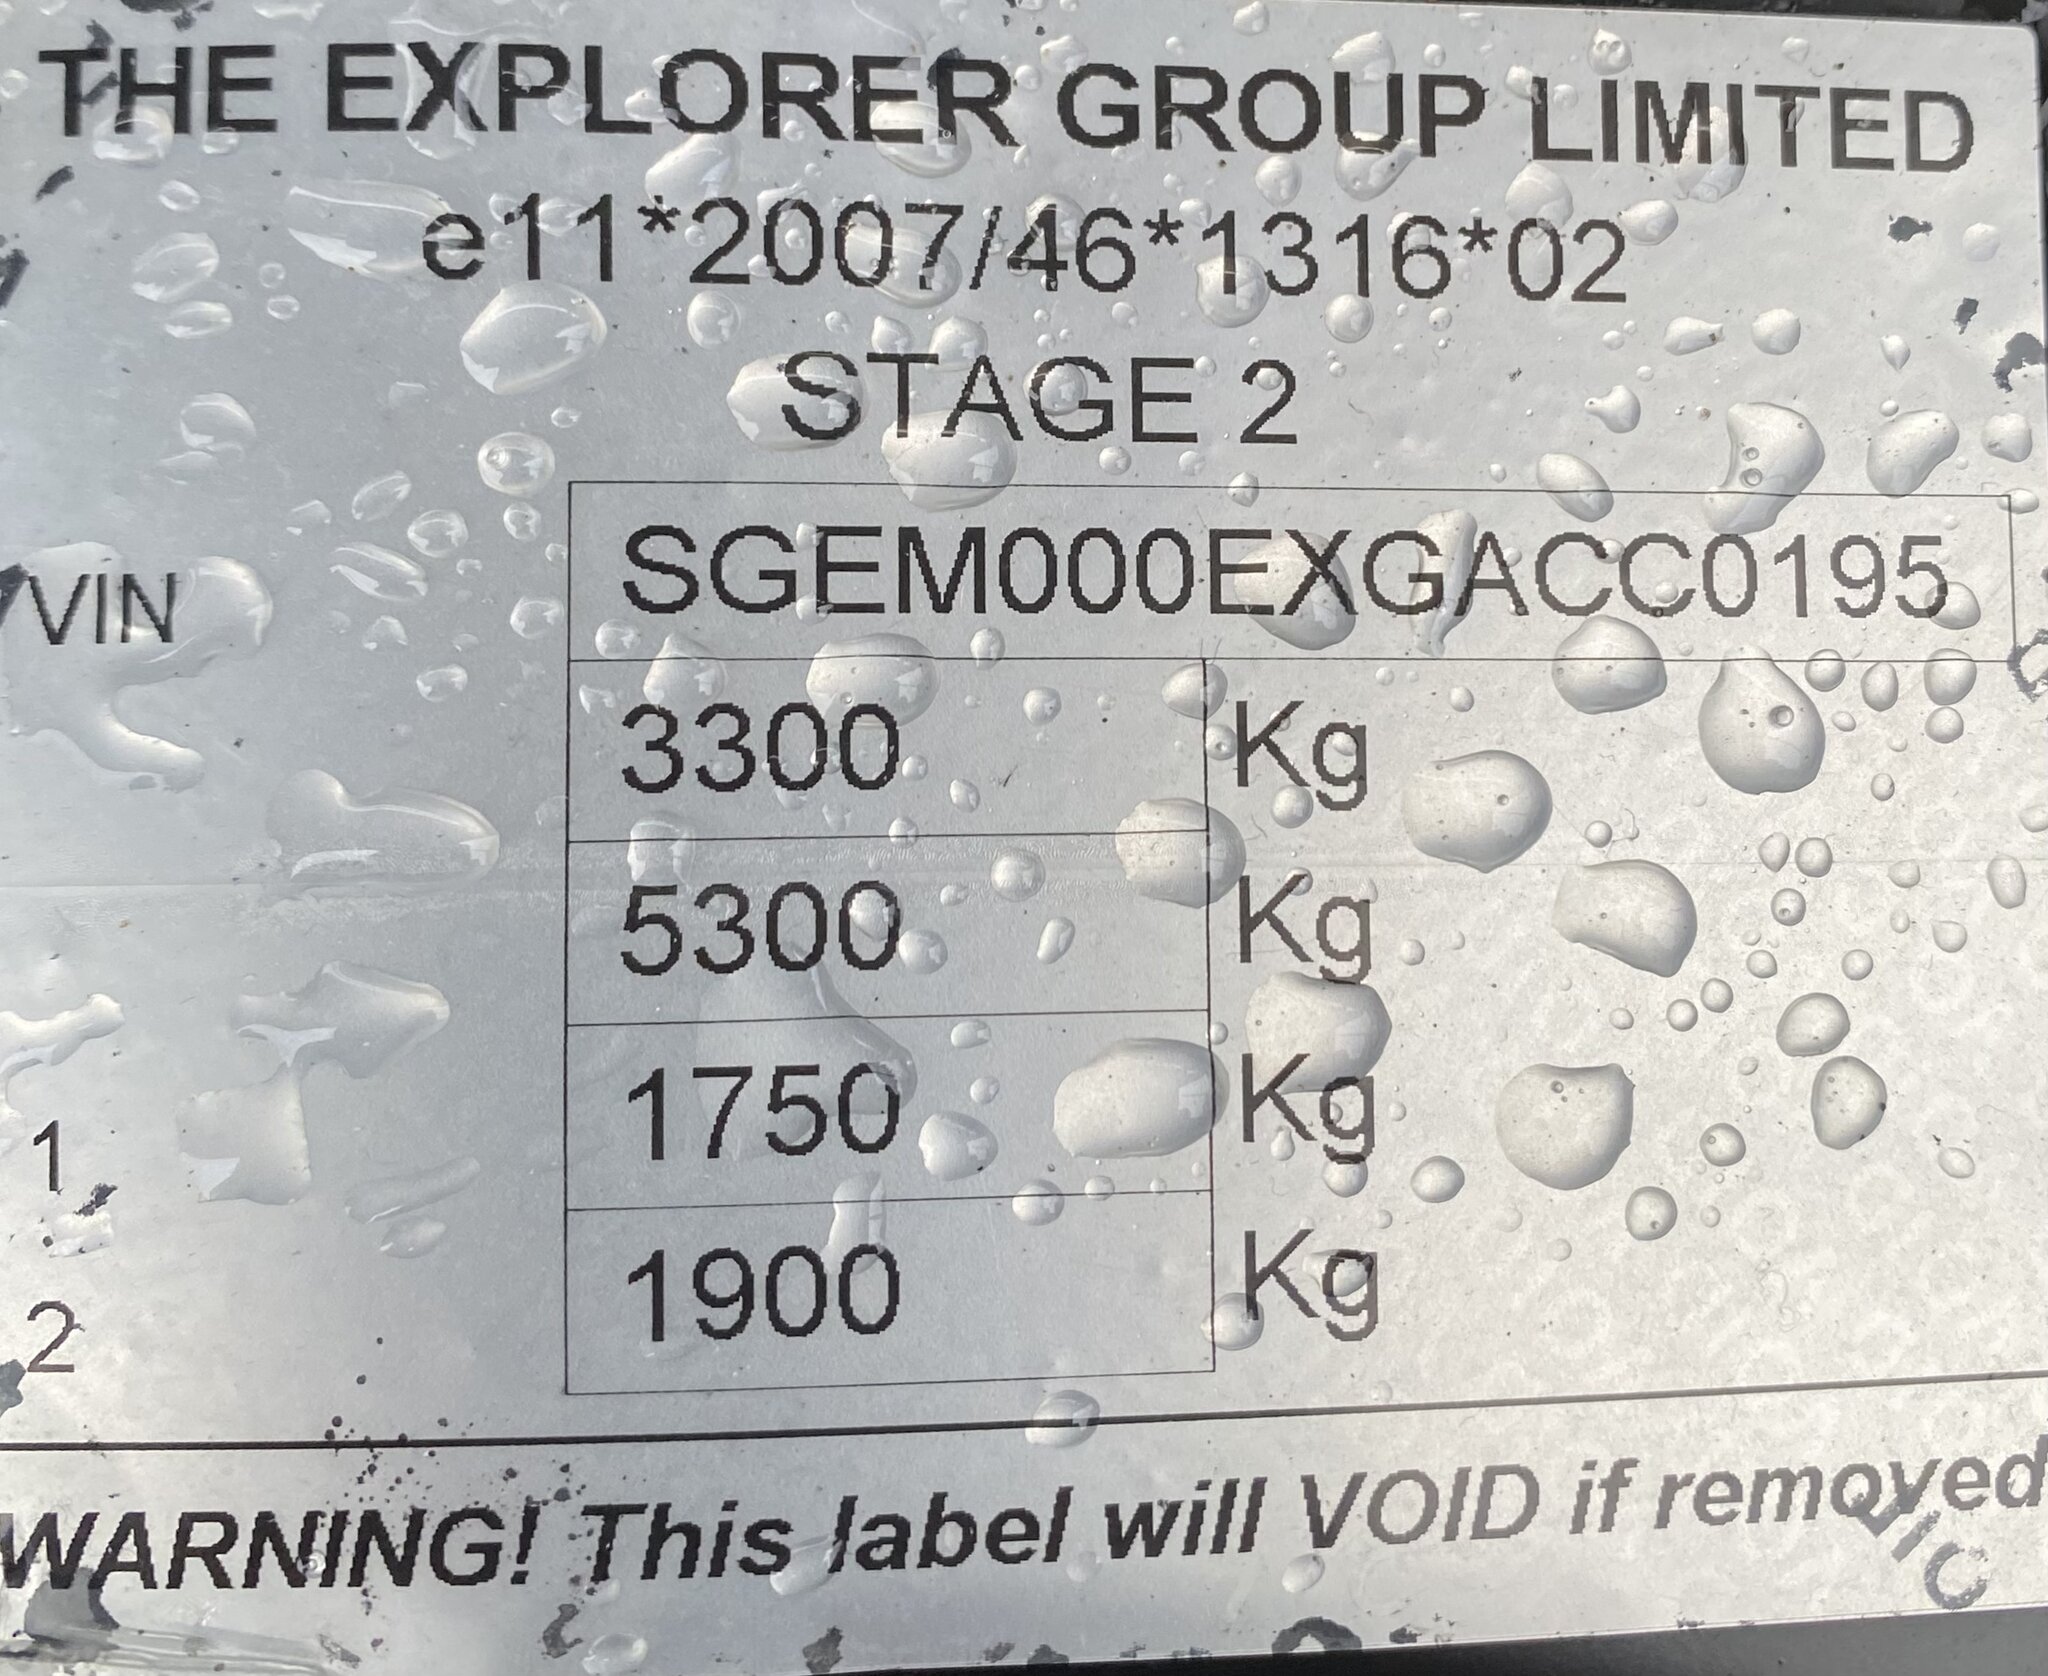 THE EXPLORER GROUP LIMITED
e11*2007/46*1316*02
STAGE 2
VIN SGEM000EXGACC0195
3300 Kg
5300 Kg
1 1750 Kg
2 1900 Kg
WARNING! This label will VOID if removed